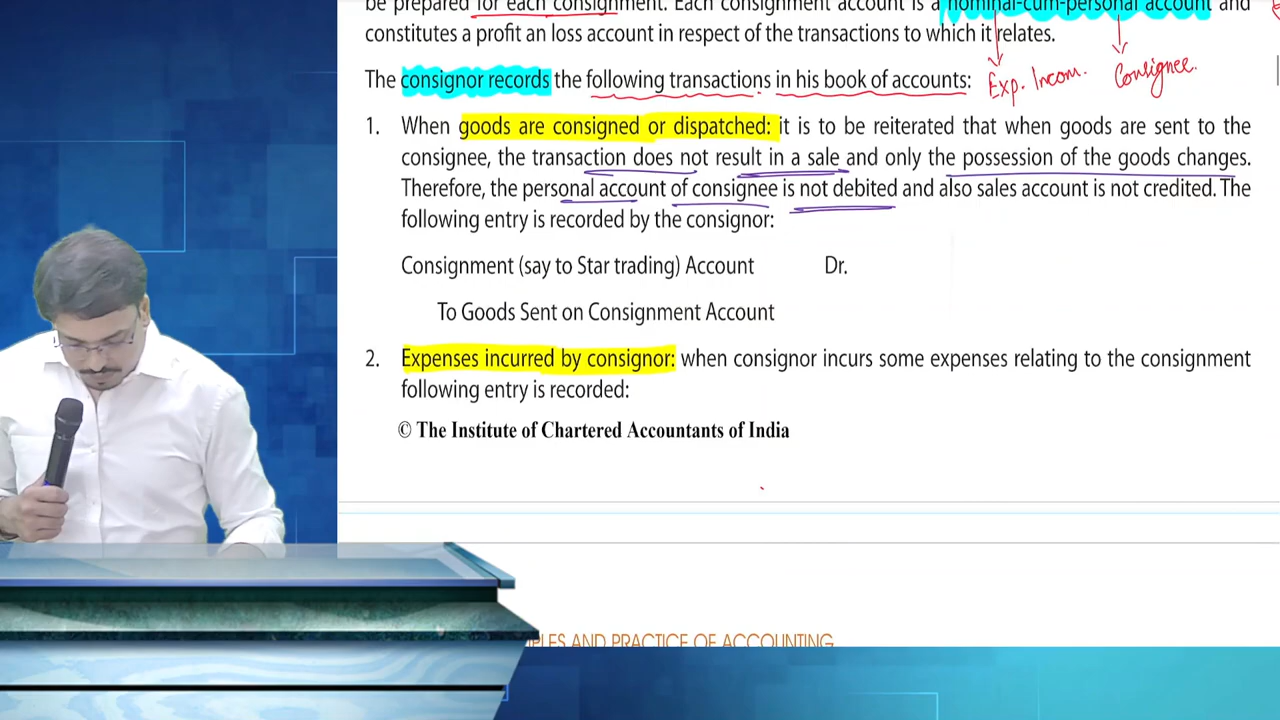 be prepared for each consignment. Each consignment account is a nominal-cum-personal account and
constitutes a profit an loss account in respect of the transactions to which it relates.
The consignor records the following transactions in his book of accounts:
Exp. Incom.
Consignee.
1. When goods are consigned or dispatched: it is to be reiterated that when goods are sent to the
consignee, the transaction does not result in a sale and only the possession of the goods changes.
Therefore, the personal account of consignee is not debited and also sales account is not credited. The
following entry is recorded by the consignor:
Consignment (say to Star trading) Account Dr.
To Goods Sent on Consignment Account
2. Expenses incurred by consignor: when consignor incurs some expenses relating to the consignment
following entry is recorded:
© The Institute of Chartered Accountants of India
PLES AND PRACTICE OF ACCOUNTING